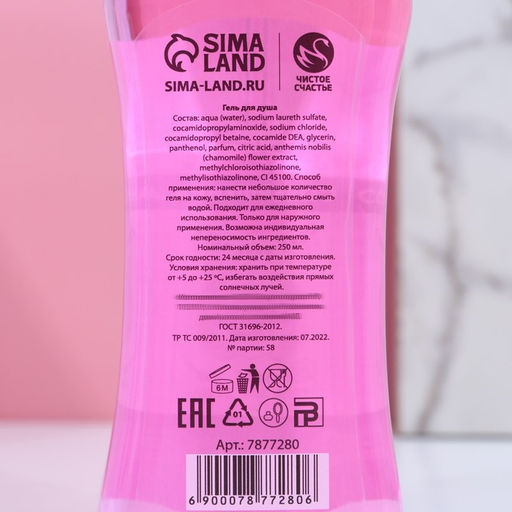 SIMA
LAND
SIMA-LAND.RU
ЧИСТОЕ
СЧАСТЬЕ
Гель для душа
Состав: aqua (water), sodium laureth sulfate,
cocamidopropylaminoxide, sodium chloride,
cocamidopropyl betaine, cocamide DEA, glycerin,
panthenol, parfum, citric acid, anthemis nobilis
(chamomile) flower extract,
methylchloroisothiazolinone,
methylisothiazolinone, CI 45100. Способ
применения: нанести небольшое количество
геля на кожу, вспенить, затем тщательно смыть
водой. Подходит для ежедневного
использования. Только для наружного
применения. Возможна индивидуальная
непереносимость ингредиентов.
Номинальный объем: 250 мл.
Срок годности: 24 месяца с даты изготовления.
Условия хранения: хранить при температуре
от +5 до +25 ºС, избегать воздействия прямых
солнечных лучей.
ГОСТ 31696-2012.
ТР ТС 009/2011. Дата изготовления: 07.2022.
№ партии: 58
6M
EAC
01
Арт.: 7877280
6 900078 772806